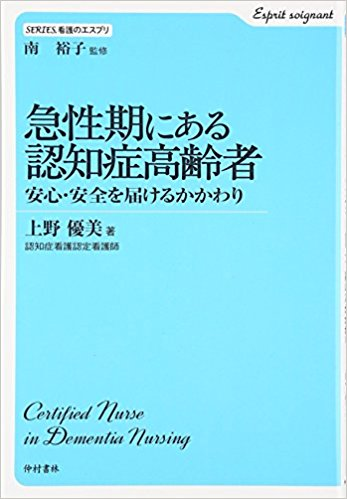 Esprit soignant
SERIES.看護のエスプリ
南 裕子 監修
急性期にある
認知症高齢者
安心・安全を届けるかかわり
上野 優美 著
認知症看護認定看護師
Certified Nurse
in Dementia Nursing
仲村書林